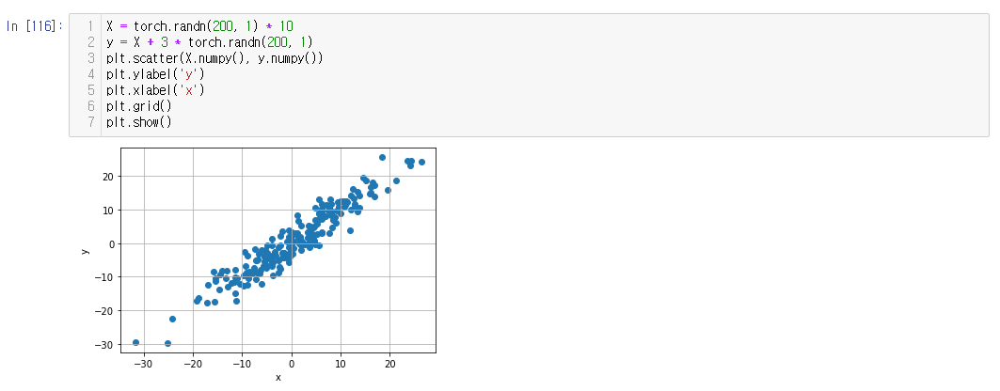 In [116]:
1 X = torch.randn(200, 1) * 10
2 y = X + 3 * torch.randn(200, 1)
3 plt.scatter(X.numpy(), y.numpy())
4 plt.ylabel('y')
5 plt.xlabel('x')
6 plt.grid()
7 plt.show()
20
10
0
−10
−20
−30
y
−30 −20 −10 0 10 20
x